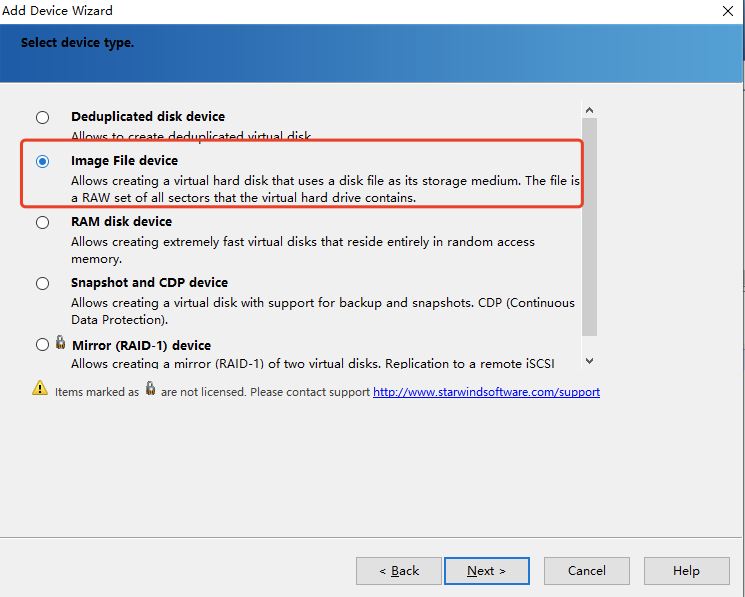 Add Device Wizard
Select device type.
Deduplicated disk device
Allows to create deduplicated virtual disk.
Image File device
Allows creating a virtual hard disk that uses a disk file as its storage medium. The file is
a RAW set of all sectors that the virtual hard drive contains.
RAM disk device
Allows creating extremely fast virtual disks that reside entirely in random access
memory.
Snapshot and CDP device
Allows creating a virtual disk with support for backup and snapshots. CDP (Continuous
Data Protection).
Mirror (RAID-1) device
Allows creating a mirror (RAID-1) of two virtual disks. Replication to a remote iSCSI
Items marked as are not licensed. Please contact support http://www.starwindsoftware.com/support
< Back Next > Cancel Help